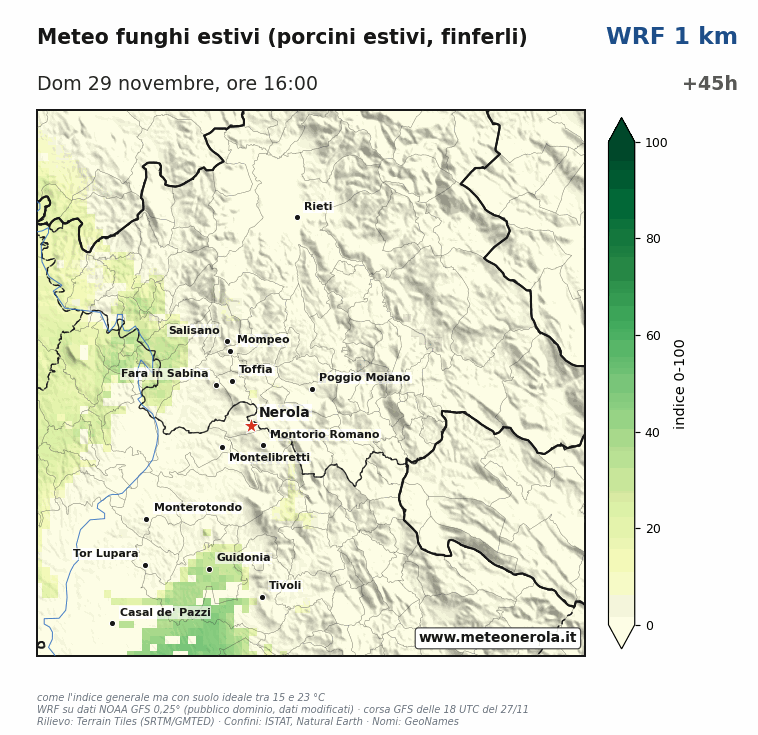 Meteo funghi estivi (porcini estivi, finferli)
WRF 1 km
Dom 29 novembre, ore 16:00
+45h
Rieti
Salisano
Mompeo
Fara in Sabina
Toffia
Poggio Moiano
Nerola
Montorio Romano
Montelibretti
Monterotondo
Tor Lupara
Guidonia
Tivoli
Casal de' Pazzi
www.meteonerola.it
100
80
60
40
20
0
indice 0-100
come l'indice generale ma con suolo ideale tra 15 e 23 °C
WRF su dati NOAA GFS 0,25° (pubblico dominio, dati modificati) · corsa GFS delle 18 UTC del 27/11
Rilievo: Terrain Tiles (SRTM/GMTED) · Confini: ISTAT, Natural Earth · Nomi: GeoNames